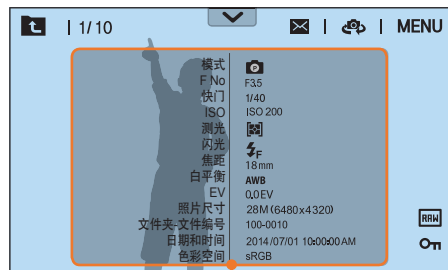 1/10 MENU
模式 P
F No F3.5
快门 1/40
ISO ISO 200
测光
闪光 F
焦距 18mm
白平衡 AWB
EV 0.0EV
照片尺寸 28M (6480x4320)
文件夹-文件编号 100-0010
日期和时间 2014/07/01 10:00:00 AM
色彩空间 sRGB
RAW